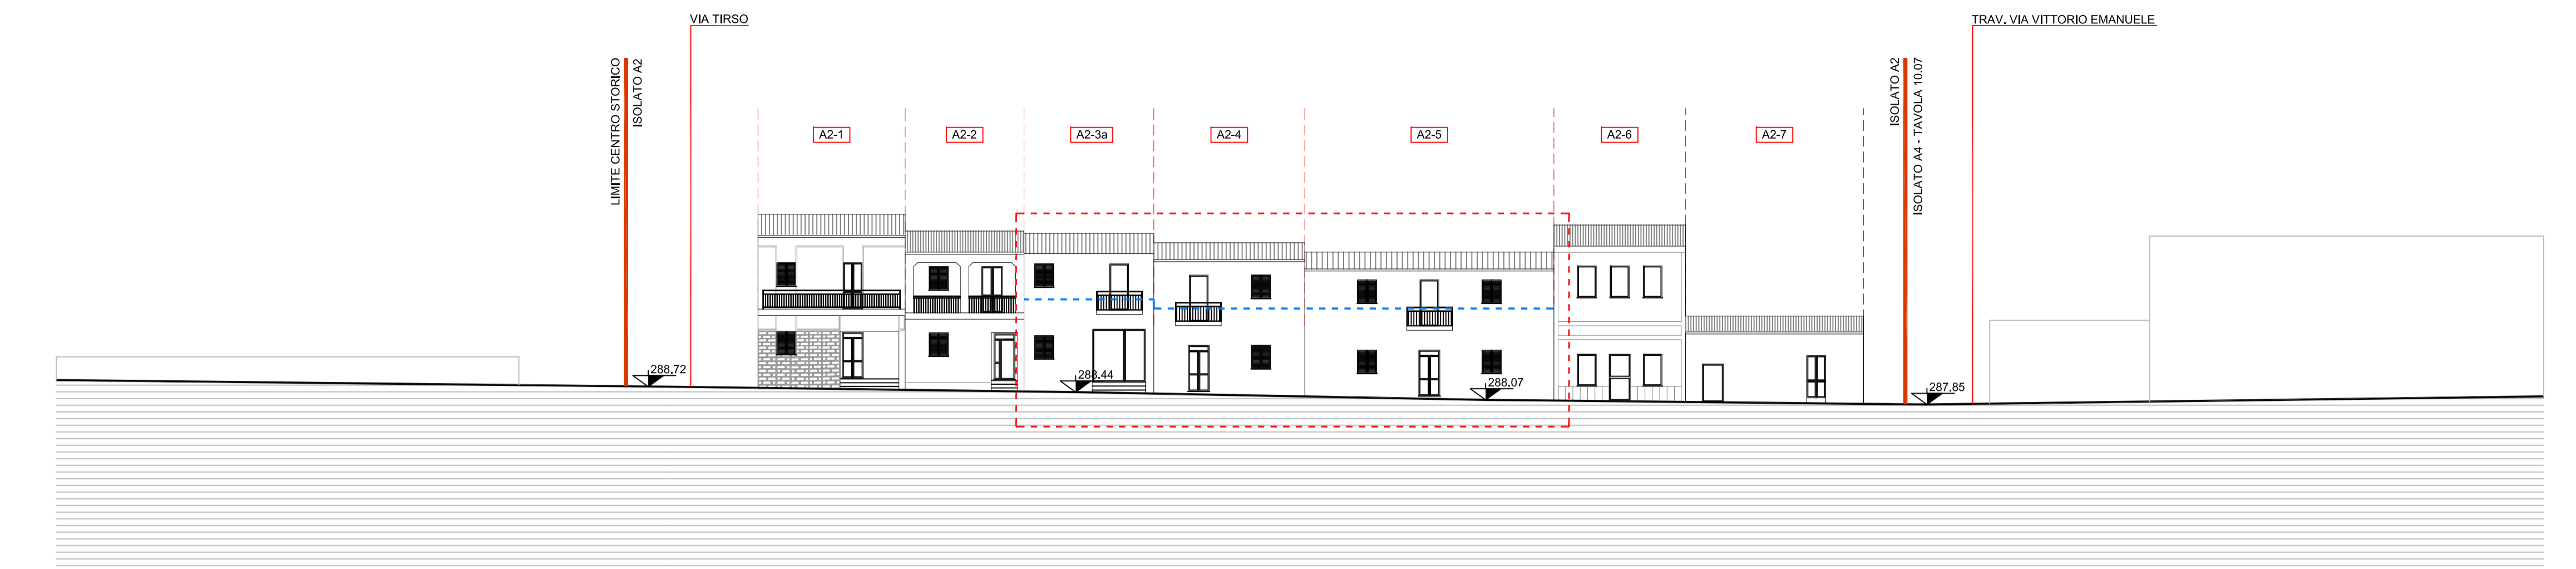 VIA TIRSO
TRAV. VIA VITTORIO EMANUELE
LIMITE CENTRO STORICO
ISOLATO A2
ISOLATO A2
ISOLATO A4 - TAVOLA 10.07
A2-1
A2-2
A2-3a
A2-4
A2-5
A2-6
A2-7
288.72
288.44
288.07
287.85